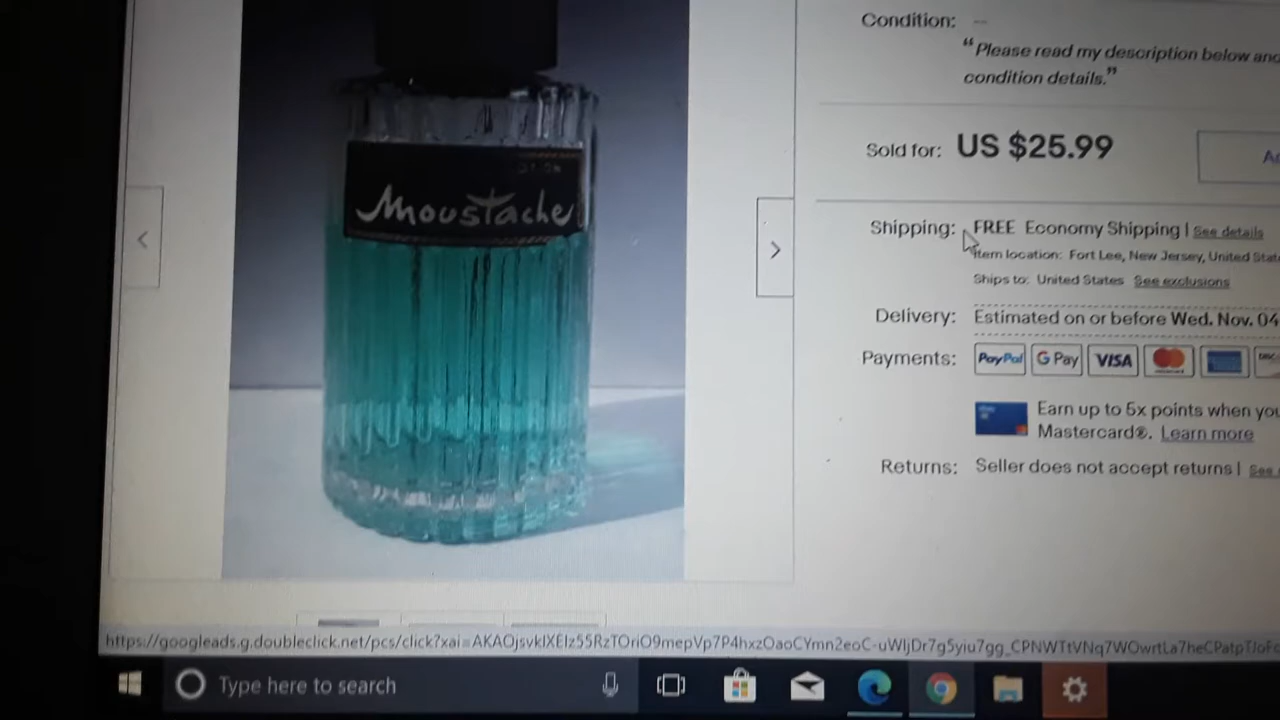 Condition: --
“Please read my description below and
condition details.”
Moustache
Sold for: US $25.99
Shipping: FREE Economy Shipping | See details
Item location: Fort Lee, New Jersey, United Stat
Ships to: United States See exclusions
Delivery: Estimated on or before Wed. Nov. 04
Payments: PayPal G Pay VISA
Earn up to 5x points when you
Mastercard®. Learn more
Returns: Seller does not accept returns | See
Type here to search